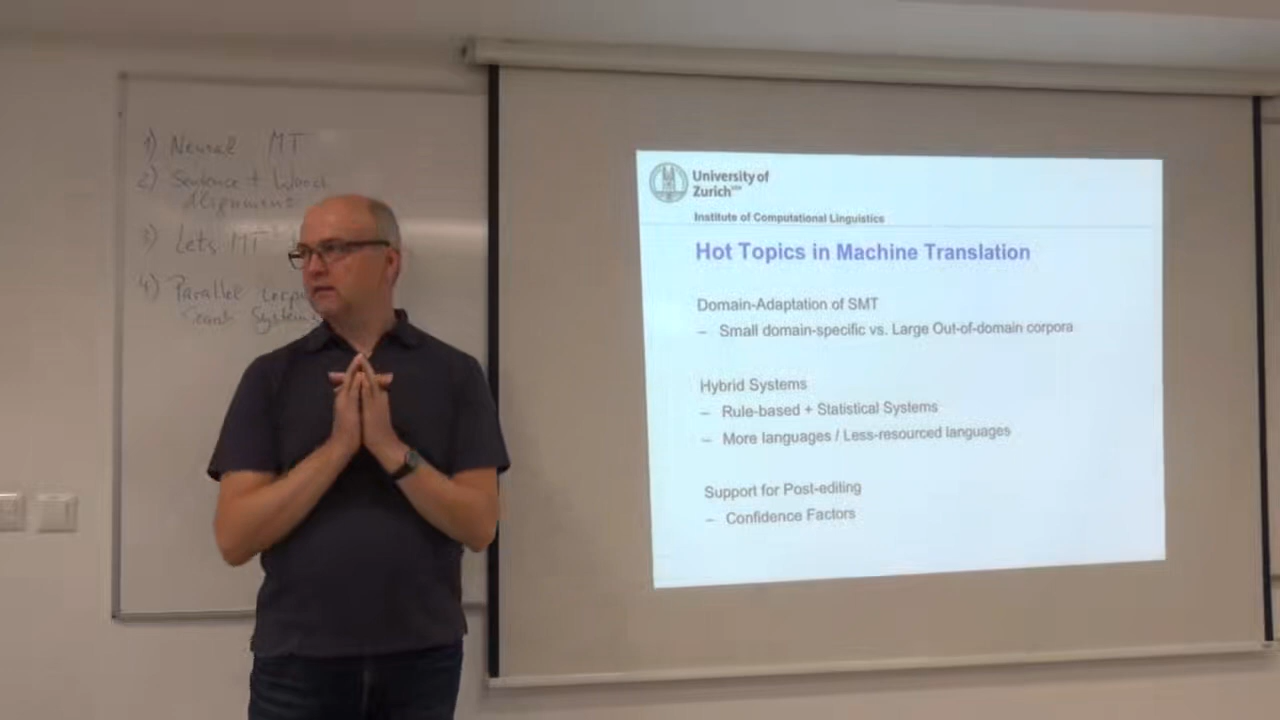 1) Neural MT
2) Sentence + Word
Alignment
3) Lets MT
4) Parallel corpu
Search Systems
University of
Zurich
Institute of Computational Linguistics
Hot Topics in Machine Translation
Domain-Adaptation of SMT
– Small domain-specific vs. Large Out-of-domain corpora
Hybrid Systems
– Rule-based + Statistical Systems
– More languages / Less-resourced languages
Support for Post-editing
– Confidence Factors